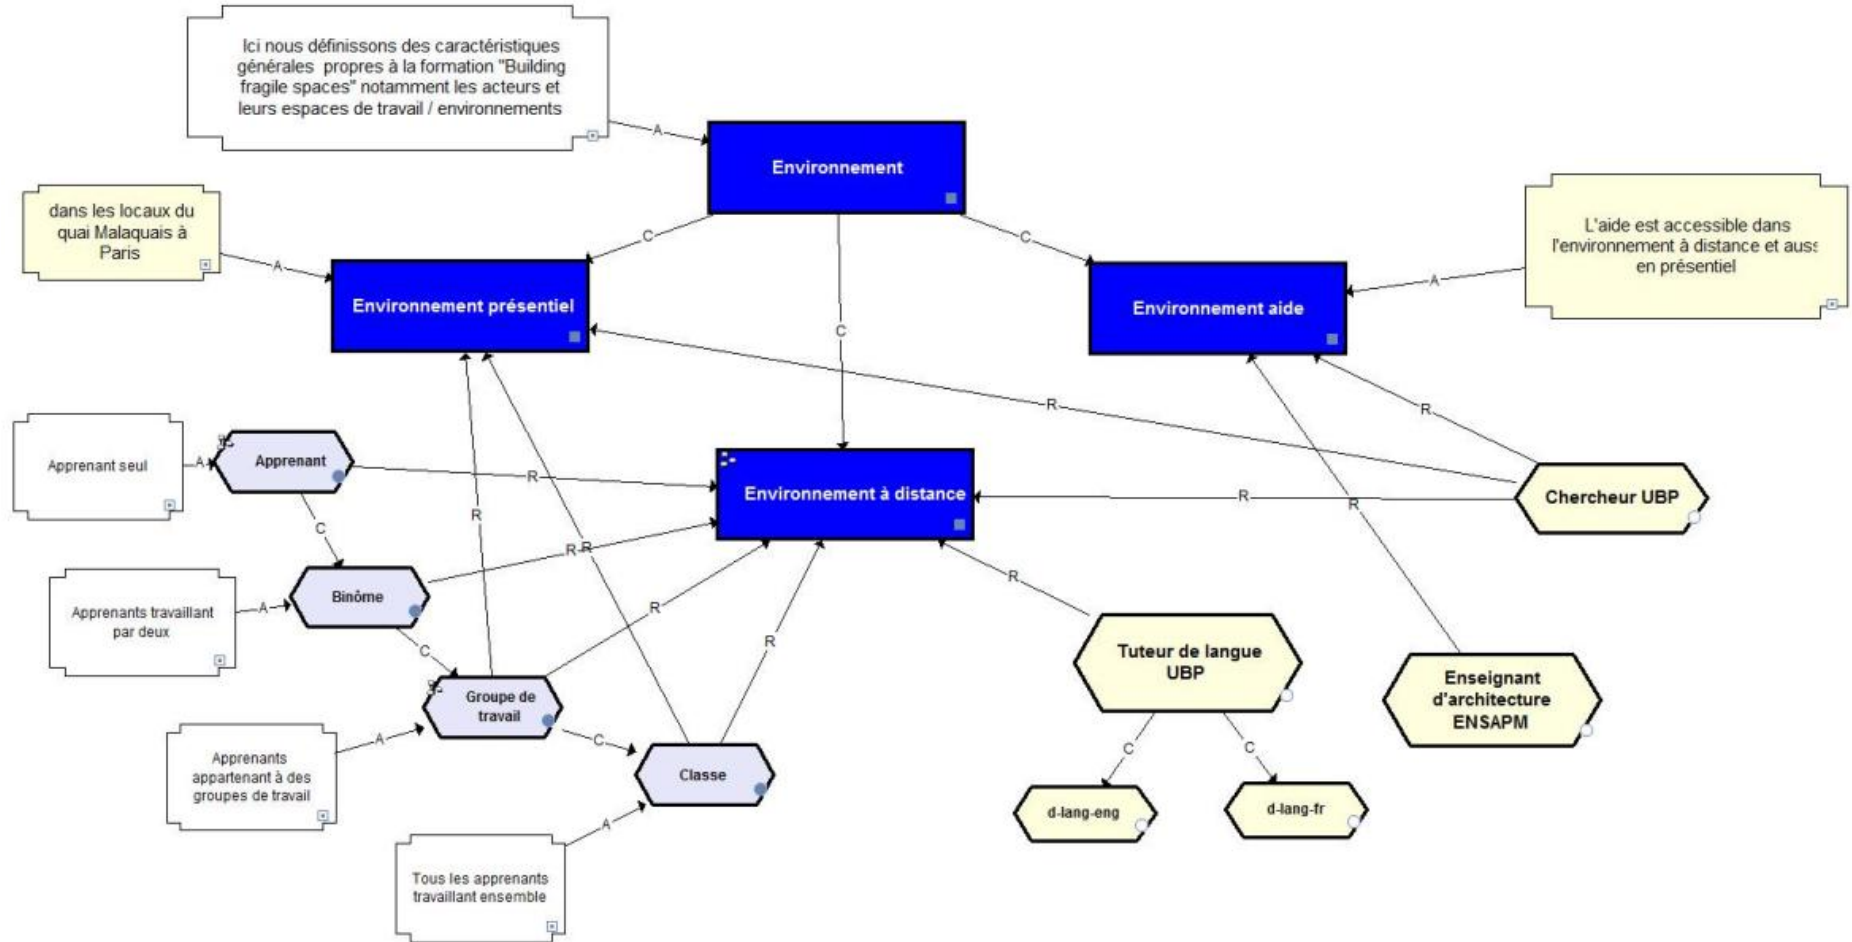 Ici nous définissons des caractéristiques
générales propres à la formation "Building
fragile spaces" notamment les acteurs et
leurs espaces de travail / environnements
A
Environnement
dans les locaux du
quai Malaquais à
Paris
A
C
C
L'aide est accessible dans
l'environnement à distance et auss
en présentiel
A
Environnement présentiel
C
Environnement aide
R
R
Apprenant seul
A
Apprenant
R
Environnement à distance
R
Chercheur UBP
R
R
C
R
R
Apprenants travaillant
par deux
A
Binôme
R
R
R
C
Tuteur de langue
UBP
Enseignant
d'architecture
ENSAPM
Groupe de
travail
Apprenants
appartenant à des
groupes de travail
A
C
Classe
C
C
d-lang-eng
d-lang-fr
A
Tous les apprenants
travaillant ensemble